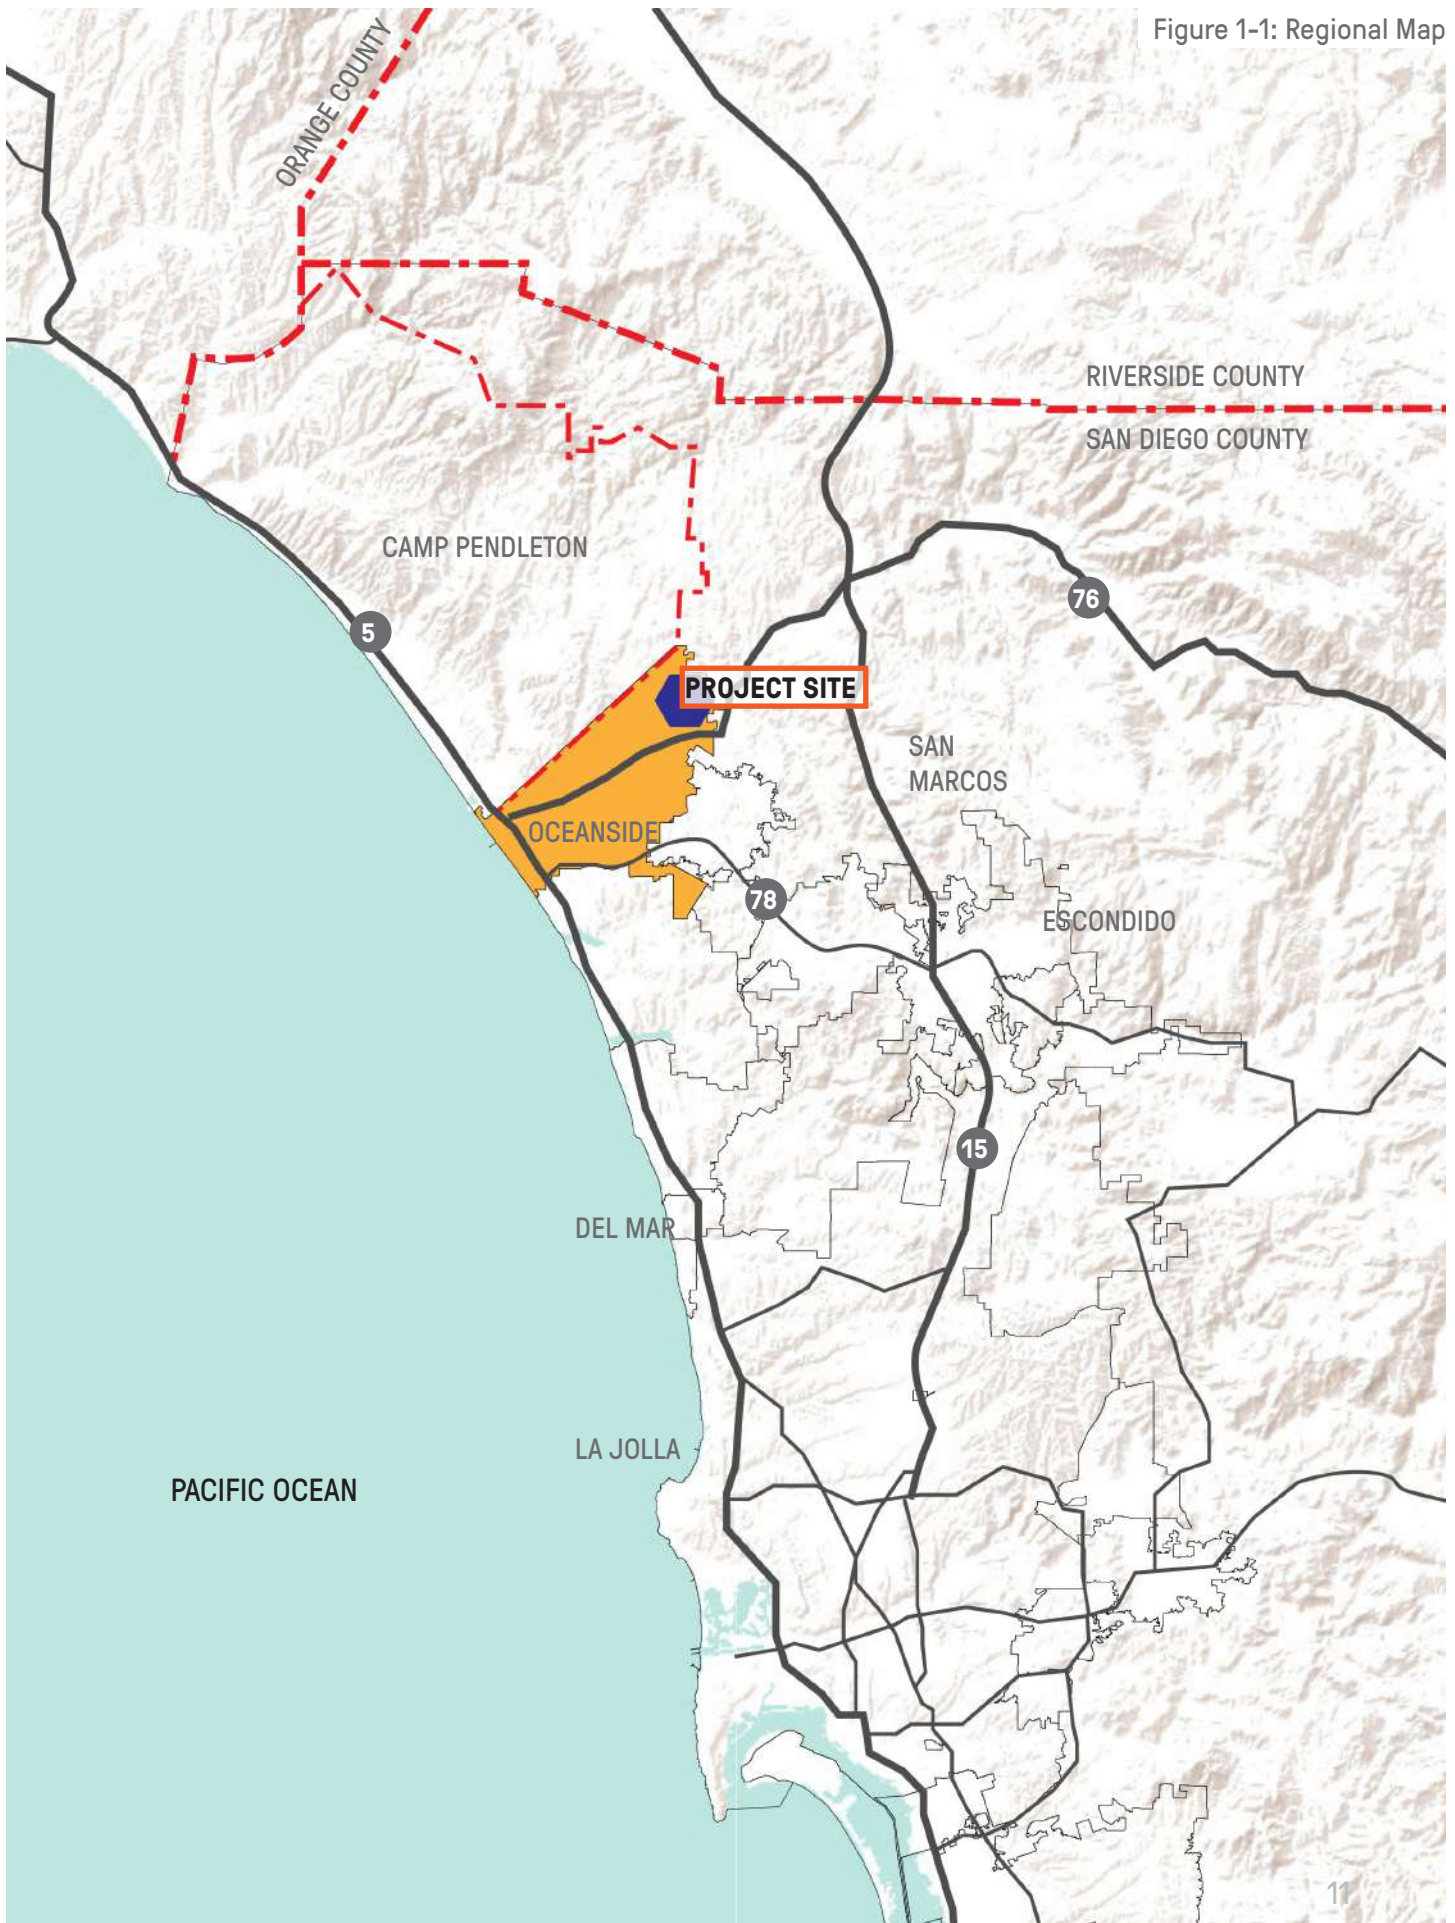 Figure 1-1: Regional Map
ORANGE COUNTY
RIVERSIDE COUNTY
SAN DIEGO COUNTY
CAMP PENDLETON
76
5
PROJECT SITE
SAN
MARCOS
OCEANSIDE
78
ESCONDIDO
15
DEL MAR
LA JOLLA
PACIFIC OCEAN
11